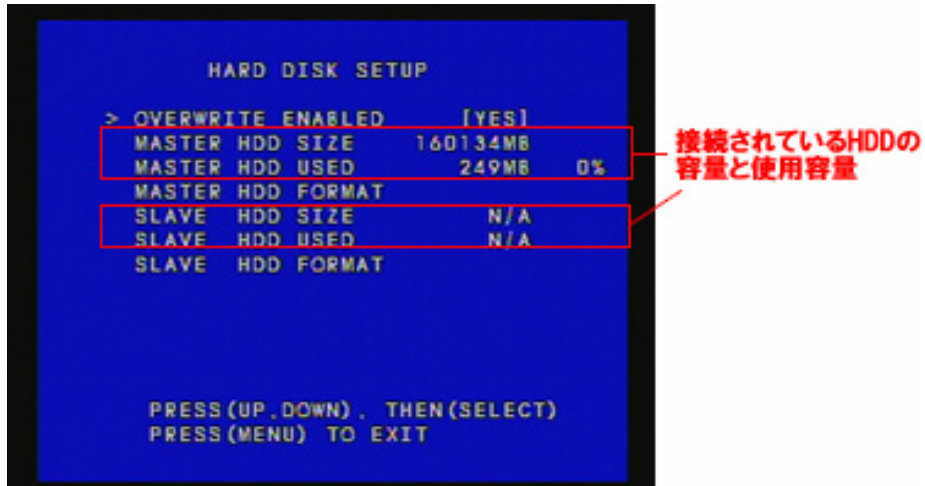 HARD DISK SETUP
> OVERWRITE ENABLED [YES]
MASTER HDD SIZE 160134MB
MASTER HDD USED 249MB 0%
MASTER HDD FORMAT
SLAVE HDD SIZE N/A
SLAVE HDD USED N/A
SLAVE HDD FORMAT
PRESS(UP.DOWN). THEN(SELECT)
PRESS(MENU) TO EXIT
接続されているHDDの
容量と使用容量